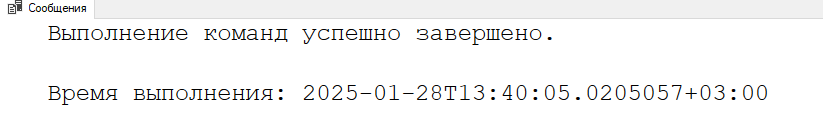 Сообщения
Выполнение команд успешно завершено.
Время выполнения: 2025-01-28T13:40:05.0205057+03:00